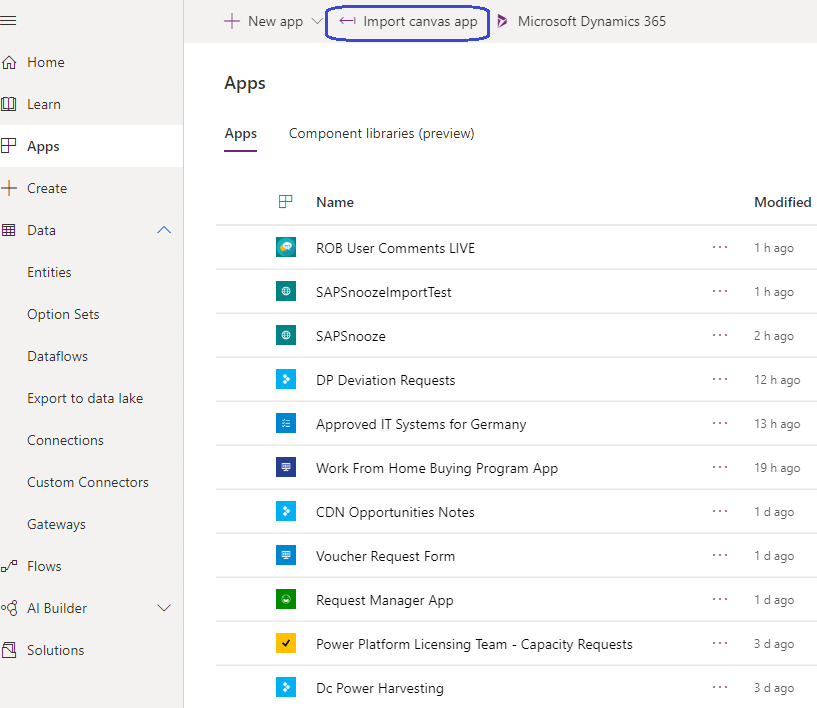 New app
Import canvas app
Microsoft Dynamics 365
Home
Learn
Apps
Create
Data
Entities
Option Sets
Dataflows
Export to data lake
Connections
Custom Connectors
Gateways
Flows
AI Builder
Solutions
Apps
Apps
Component libraries (preview)
Name Modified
ROB User Comments LIVE ... 1 h ago
SAPSnoozeImportTest ... 1 h ago
SAPSnooze ... 2 h ago
DP Deviation Requests ... 12 h ago
Approved IT Systems for Germany ... 13 h ago
Work From Home Buying Program App ... 19 h ago
CDN Opportunities Notes ... 1 d ago
Voucher Request Form ... 1 d ago
Request Manager App ... 1 d ago
Power Platform Licensing Team - Capacity Requests ... 3 d ago
Dc Power Harvesting ... 3 d ago